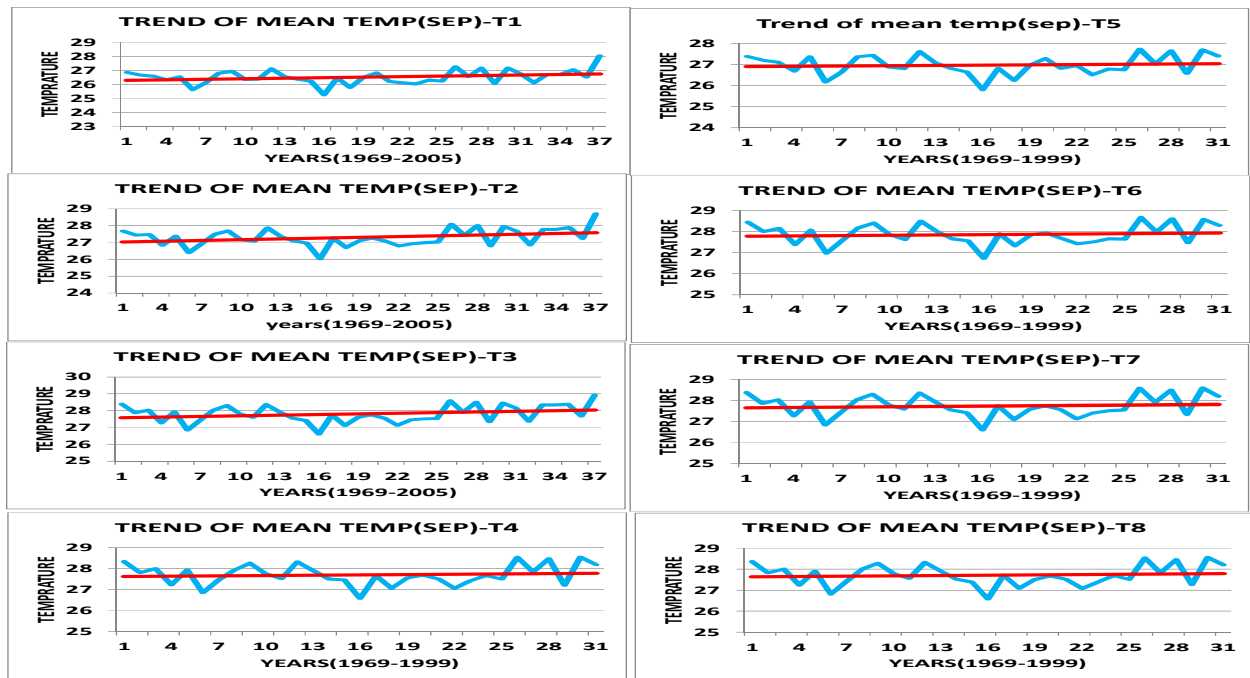 TREND OF MEAN TEMP(SEP)-T1
TEMPRATURE
29
28
27
26
25
24
23
1 4 7 10 13 16 19 22 25 28 31 34 37
YEARS(1969-2005)
TREND OF MEAN TEMP(SEP)-T2
TEMPRATURE
29
28
27
26
25
24
1 4 7 10 13 16 19 22 25 28 31 34 37
years(1969-2005)
TREND OF MEAN TEMP(SEP)-T3
TEMPRATURE
30
29
28
27
26
25
1 4 7 10 13 16 19 22 25 28 31 34 37
YEARS(1969-2005)
TREND OF MEAN TEMP(SEP)-T4
TEMPRATURE
29
28
27
26
25
1 4 7 10 13 16 19 22 25 28 31
YEARS(1969-1999)
Trend of mean temp(sep)-T5
TEMPRATURE
28
27
26
25
24
1 4 7 10 13 16 19 22 25 28 31
YEARS(1969-1999)
TREND OF MEAN TEMP(SEP)-T6
TEMPRATURE
29
28
27
26
25
1 4 7 10 13 16 19 22 25 28 31
YEARS(1969-1999)
TREND OF MEAN TEMP(SEP)-T7
TEMPRATURE
29
28
27
26
25
1 4 7 10 13 16 19 22 25 28 31
YEARS(1969-1999)
TREND OF MEAN TEMP(SEP)-T8
TEMPRATURE
29
28
27
26
25
1 4 7 10 13 16 19 22 25 28 31
YEARS(1969-1999)